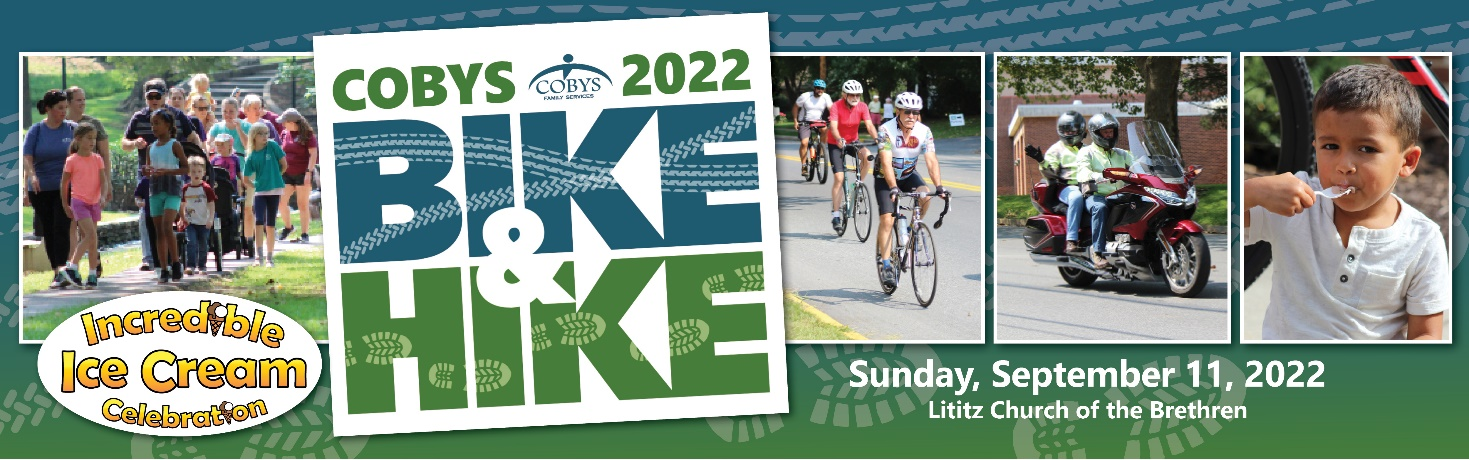 COBYS
COBYS
FAMILY SERVICES
2022
BIKE
&
HIKE
Incredible
Ice Cream
Celebration
Sunday, September 11, 2022
Lititz Church of the Brethren